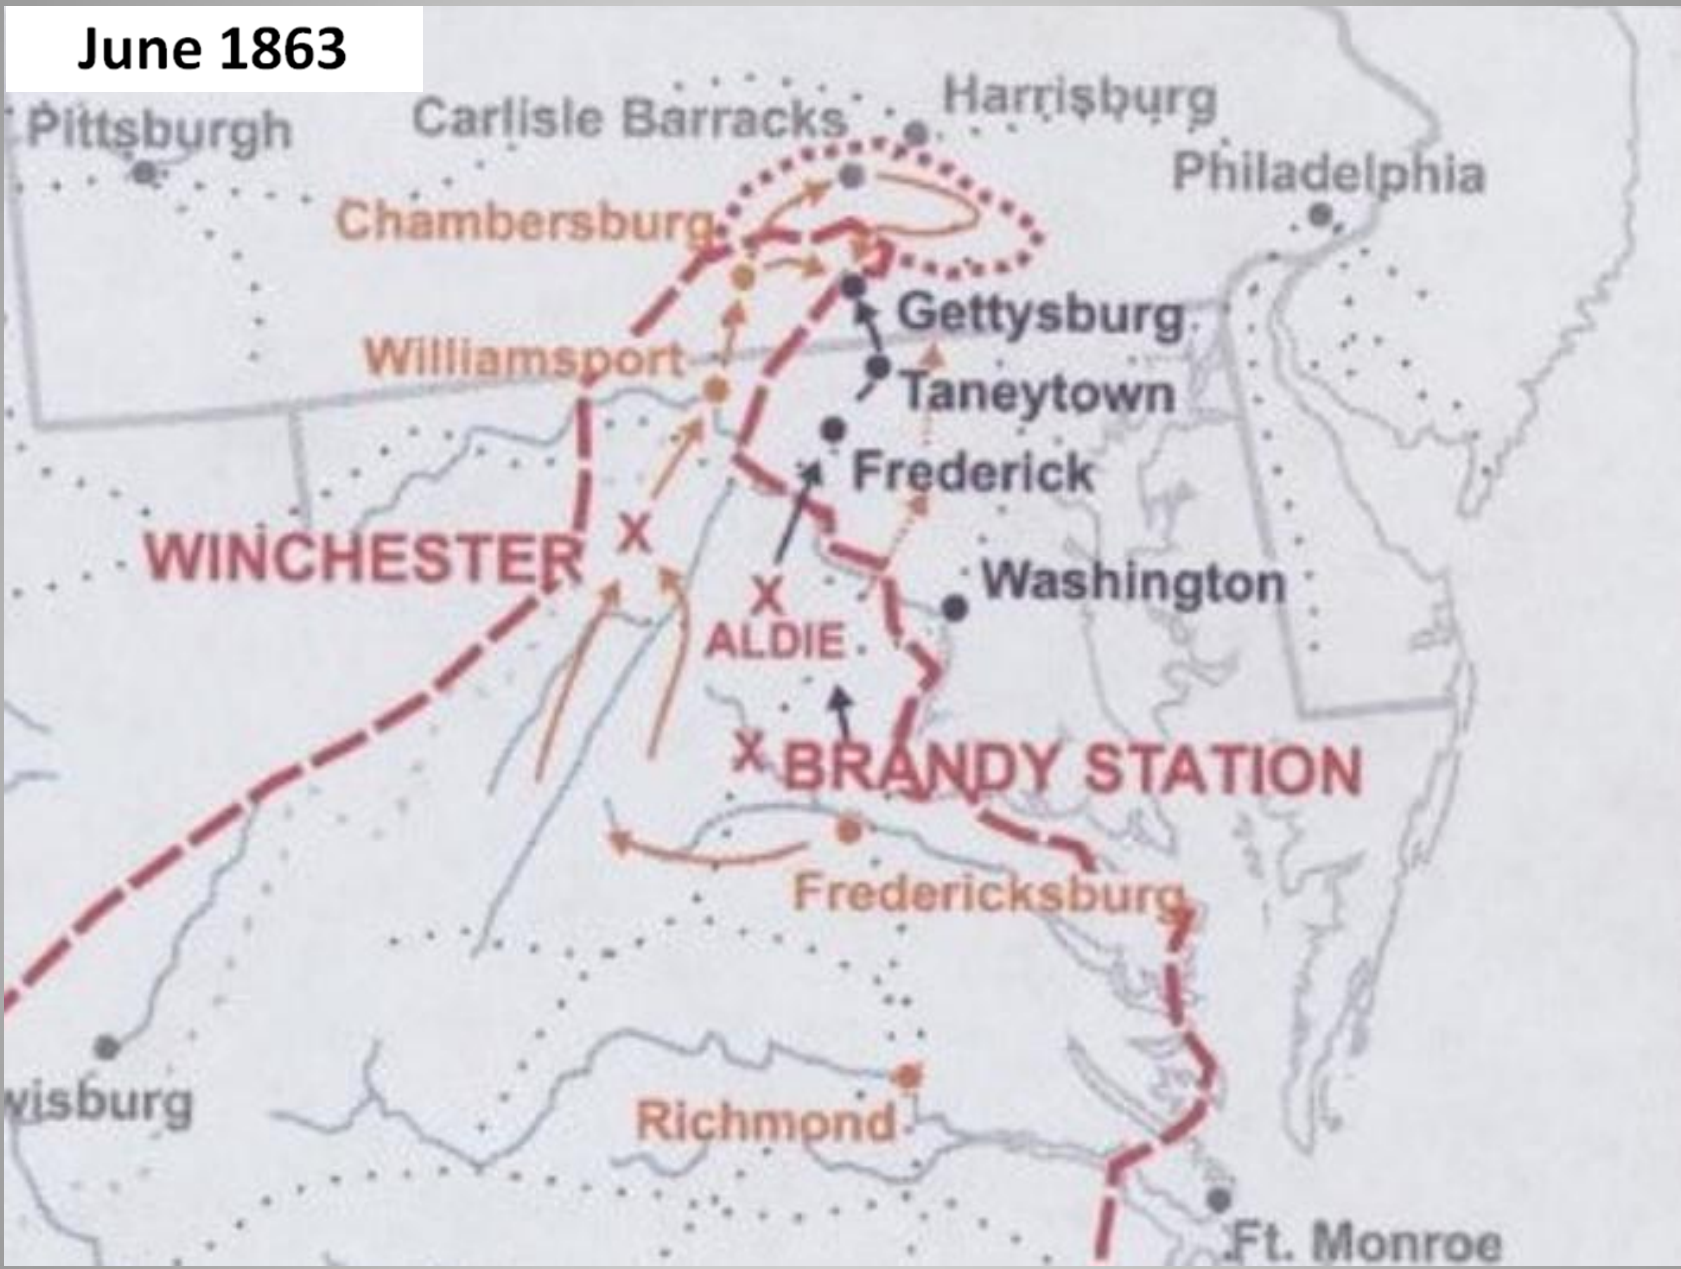 June 1863
Harrisburg
Carlisle Barracks
Pittsburgh
Philadelphia
Chambersburg
Gettysburg
Williamsport
Taneytown
Frederick
WINCHESTER
X
Washington
X
ALDIE
X BRANDY STATION
Fredericksburg
wisburg
Richmond
Ft. Monroe